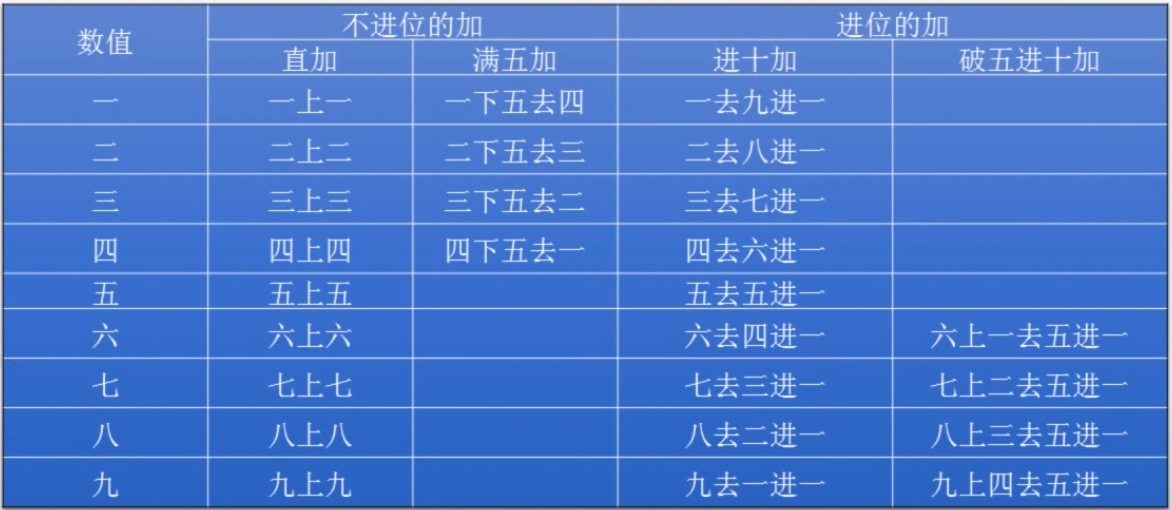 数值 不进位的加 进位的加
直加 满五加 进十加 破五进十加
一 一上一 一下五去四 一去九进一
二 二上二 二下五去三 二去八进一
三 三上三 三下五去二 三去七进一
四 四上四 四下五去一 四去六进一
五 五上五 五去五进一
六 六上六 六去四进一 六上一去五进一
七 七上七 七去三进一 七上二去五进一
八 八上八 八去二进一 八上三去五进一
九 九上九 九去一进一 九上四去五进一